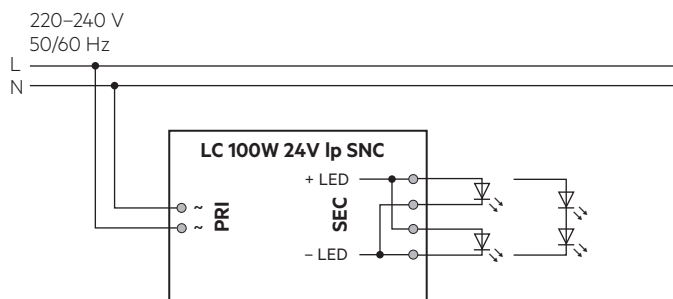 220–240 V
50/60 Hz
L
N
LC 100W 24V lp SNC
+ LED
~
PRI
SEC
~
– LED